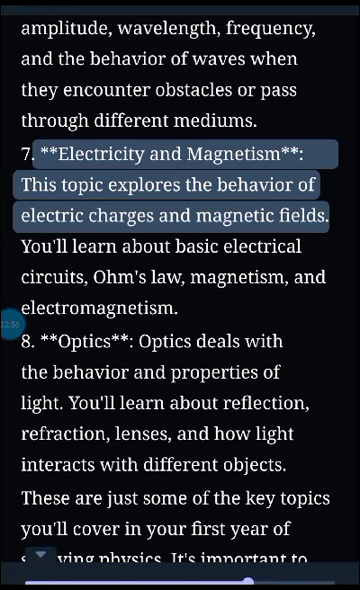 amplitude, wavelength, frequency,
and the behavior of waves when
they encounter obstacles or pass
through different mediums.
7. **Electricity and Magnetism**:
This topic explores the behavior of
electric charges and magnetic fields.
You'll learn about basic electrical
circuits, Ohm's law, magnetism, and
electromagnetism.
8. **Optics**: Optics deals with
the behavior and properties of
light. You'll learn about reflection,
refraction, lenses, and how light
interacts with different objects.
These are just some of the key topics
you'll cover in your first year of
physics. It's important to